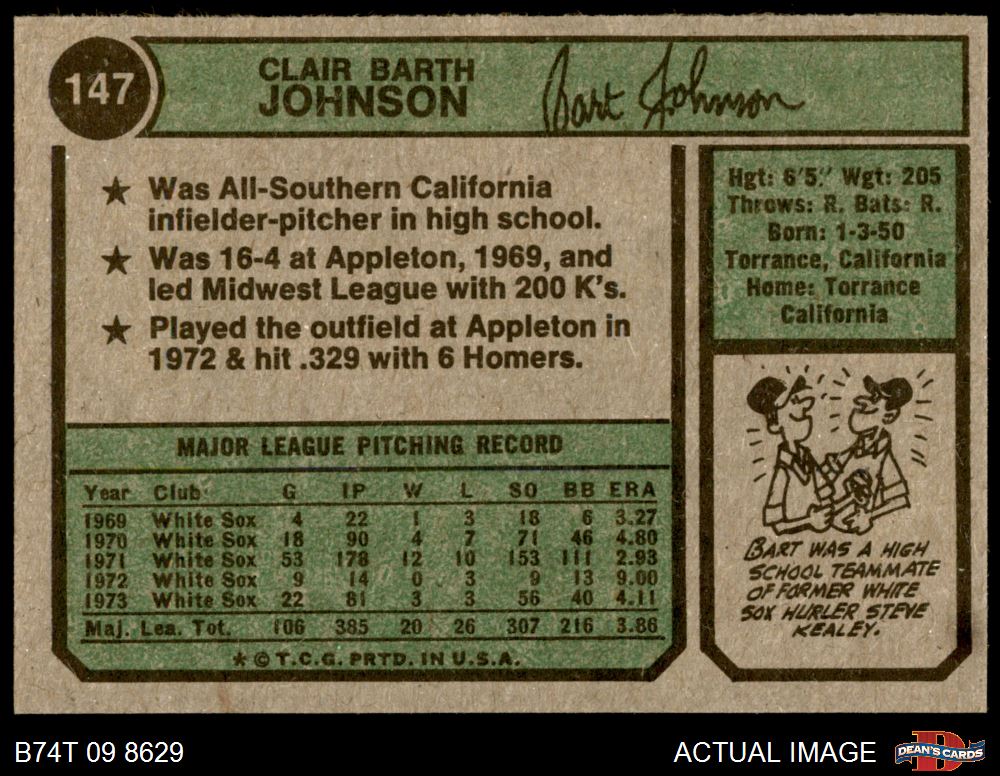 147
CLAIR BARTH
JOHNSON
Bart Johnson
★ Was All-Southern California
infielder-pitcher in high school.
★ Was 16-4 at Appleton, 1969, and
led Midwest League with 200 K's.
★ Played the outfield at Appleton in
1972 & hit .329 with 6 Homers.
MAJOR LEAGUE PITCHING RECORD
Year Club G IP W L SO BB ERA
1969 White Sox 4 22 1 3 18 6 3.27
1970 White Sox 18 90 4 7 71 46 4.80
1971 White Sox 53 178 12 10 153 111 2.93
1972 White Sox 9 14 0 3 9 13 9.00
1973 White Sox 22 81 3 3 56 40 4.11
Maj. Lea. Tot. 106 385 20 26 307 216 3.86
★ © T.C.G. PRTD. IN U.S.A.
Hgt: 6'5" Wgt: 205
Throws: R. Bats: R.
Born: 1-3-50
Torrance, California
Home: Torrance
California
BART WAS A HIGH
SCHOOL TEAMMATE
OF FORMER WHITE
SOX HURLER STEVE
KEALEY.
B74T 09 8629
ACTUAL IMAGE
DEAN'S CARDS